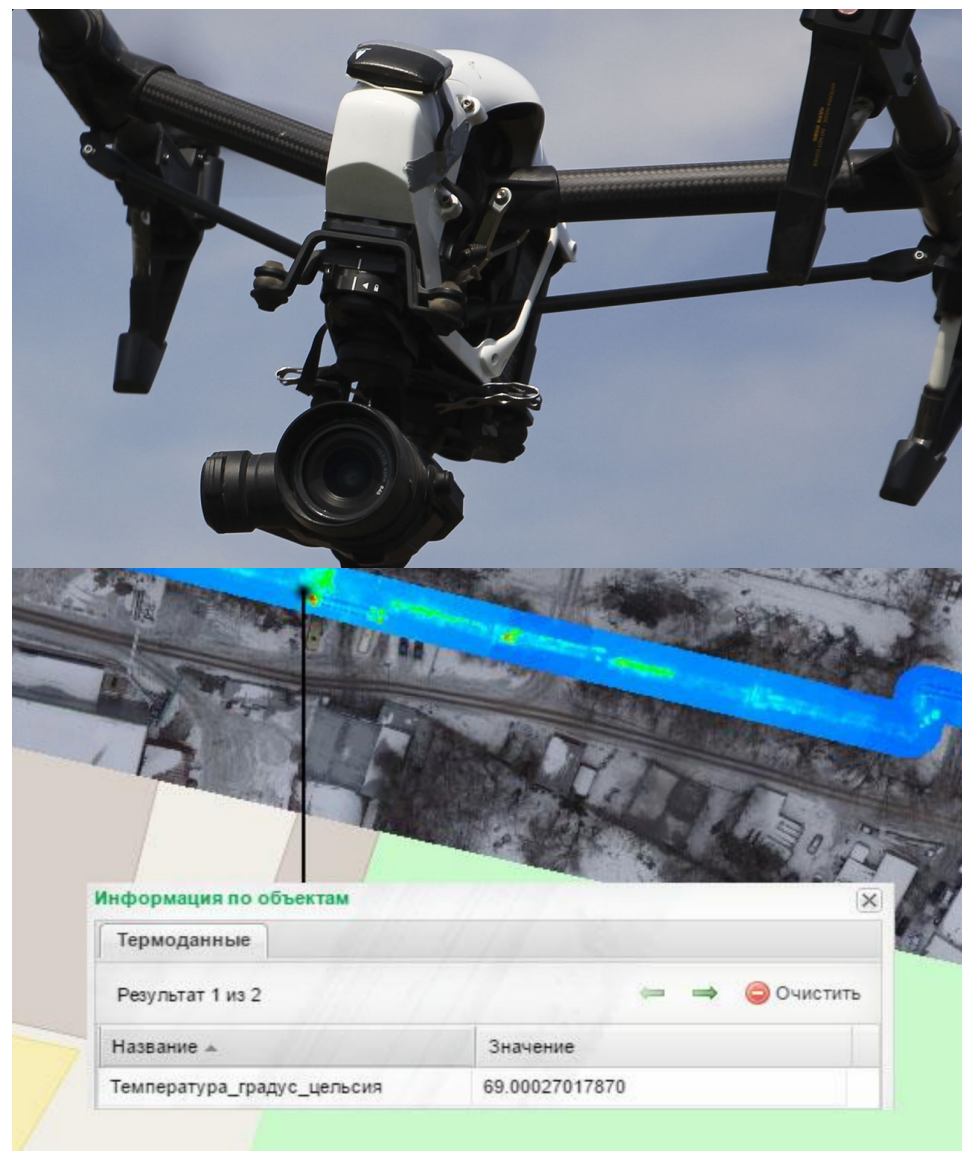 Информация по объектам
Термоданные
Результат 1 из 2
Очистить
Название Значение
Температура_градус_цельсия 69.00027017870